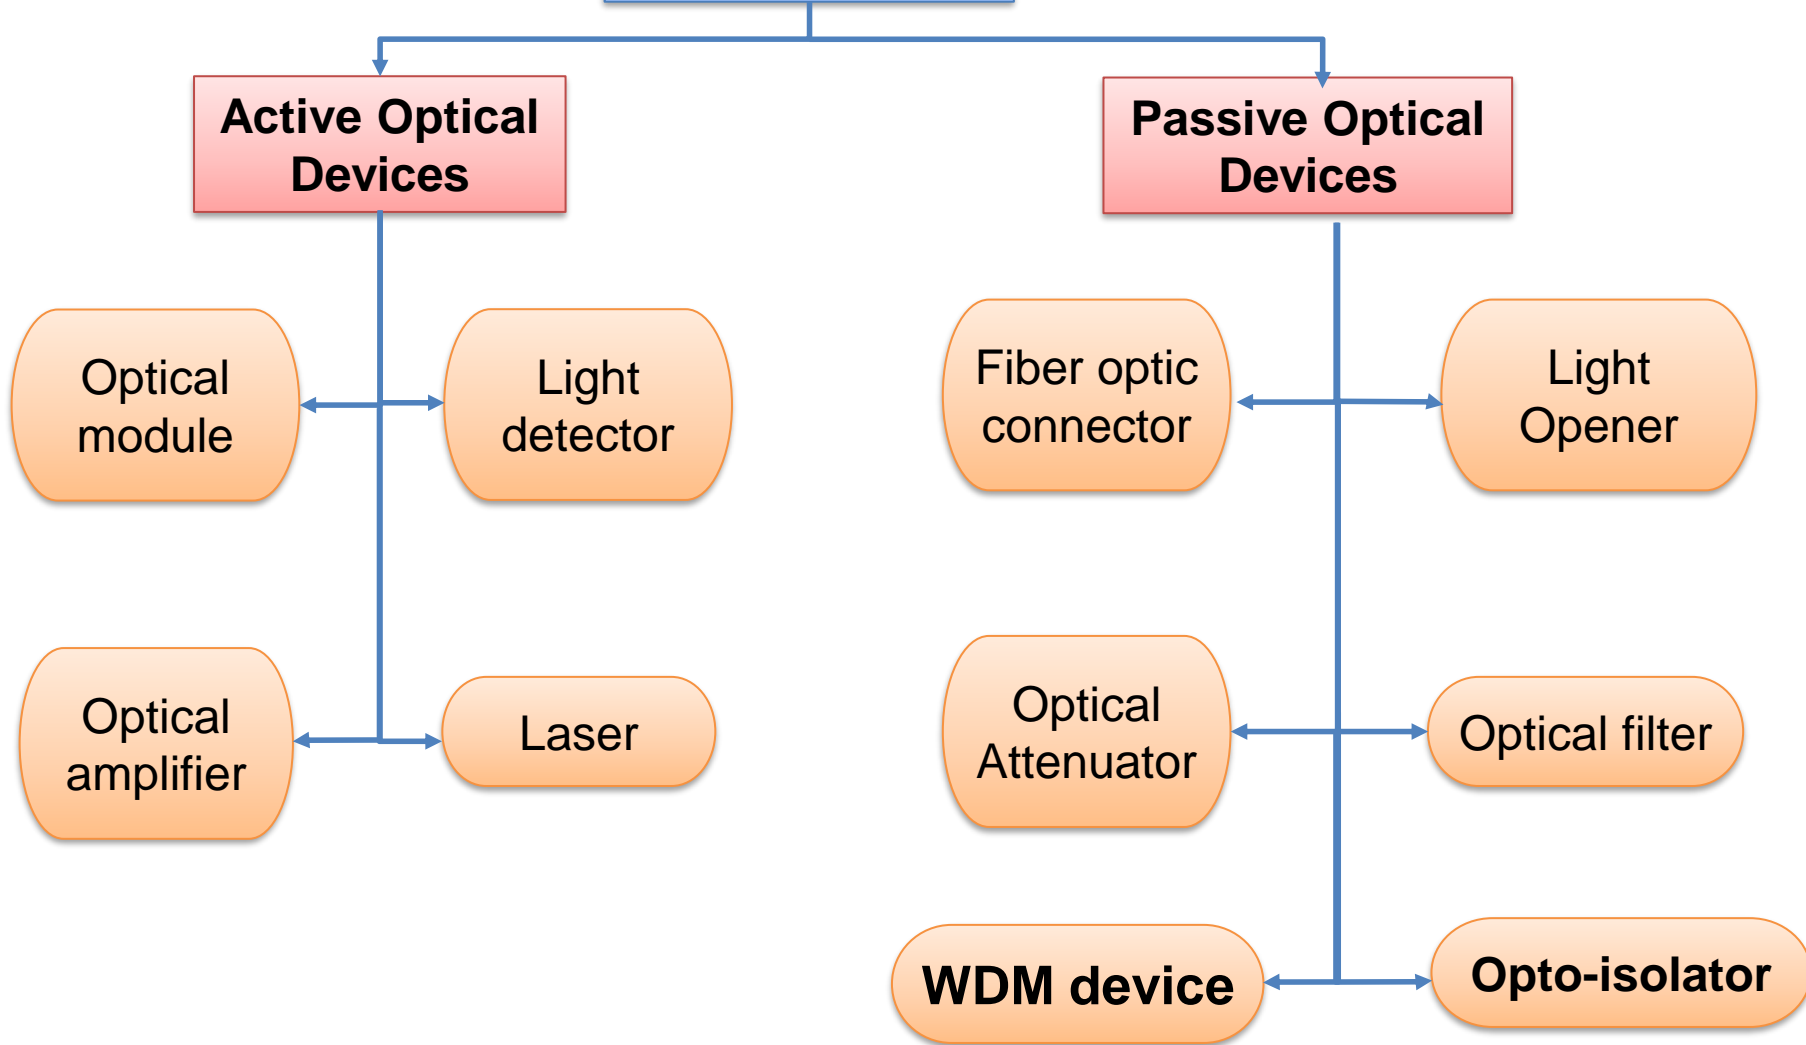 Active Optical
Devices
Passive Optical
Devices
Optical
module
Light
detector
Fiber optic
connector
Light
Opener
Optical
amplifier
Laser
Optical
Attenuator
Optical filter
WDM device
Opto-isolator